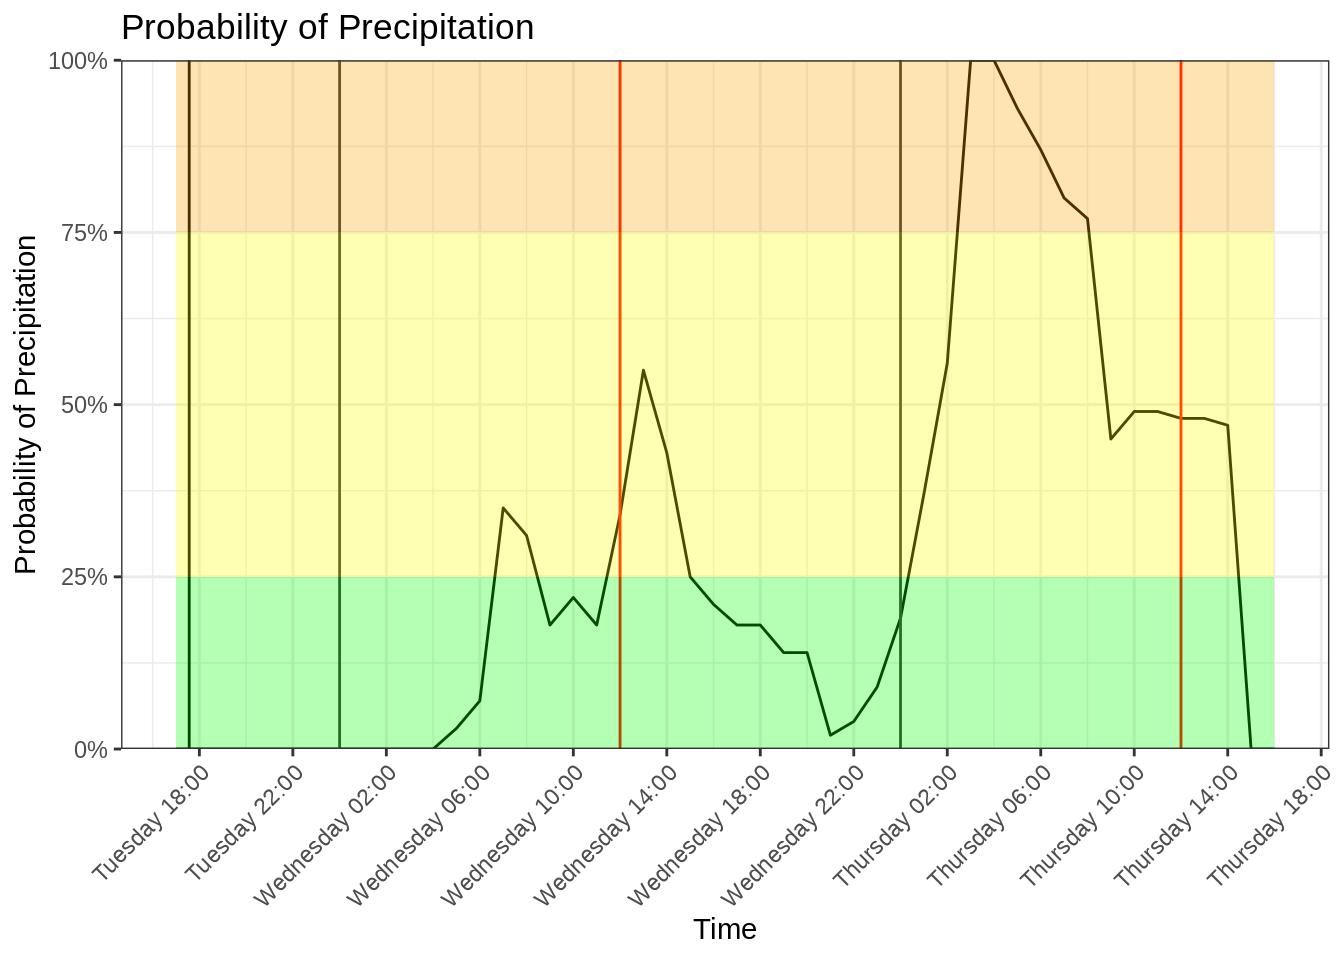 Probability of Precipitation
Probability of Precipitation
100%
75%
50%
25%
0%
Tuesday 18:00
Tuesday 22:00
Wednesday 02:00
Wednesday 06:00
Wednesday 10:00
Wednesday 14:00
Wednesday 18:00
Wednesday 22:00
Thursday 02:00
Thursday 06:00
Thursday 10:00
Thursday 14:00
Thursday 18:00
Time